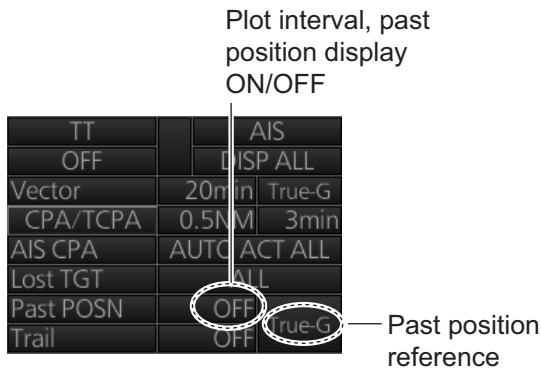 Plot interval, past
position display
ON/OFF
TT AIS
OFF DISP ALL
Vector 20min True-G
CPA/TCPA 0.5NM 3min
AIS CPA AUTO ACT ALL
Lost TGT ALL
Past POSN OFF True-G
Trail OFF
Past position
reference